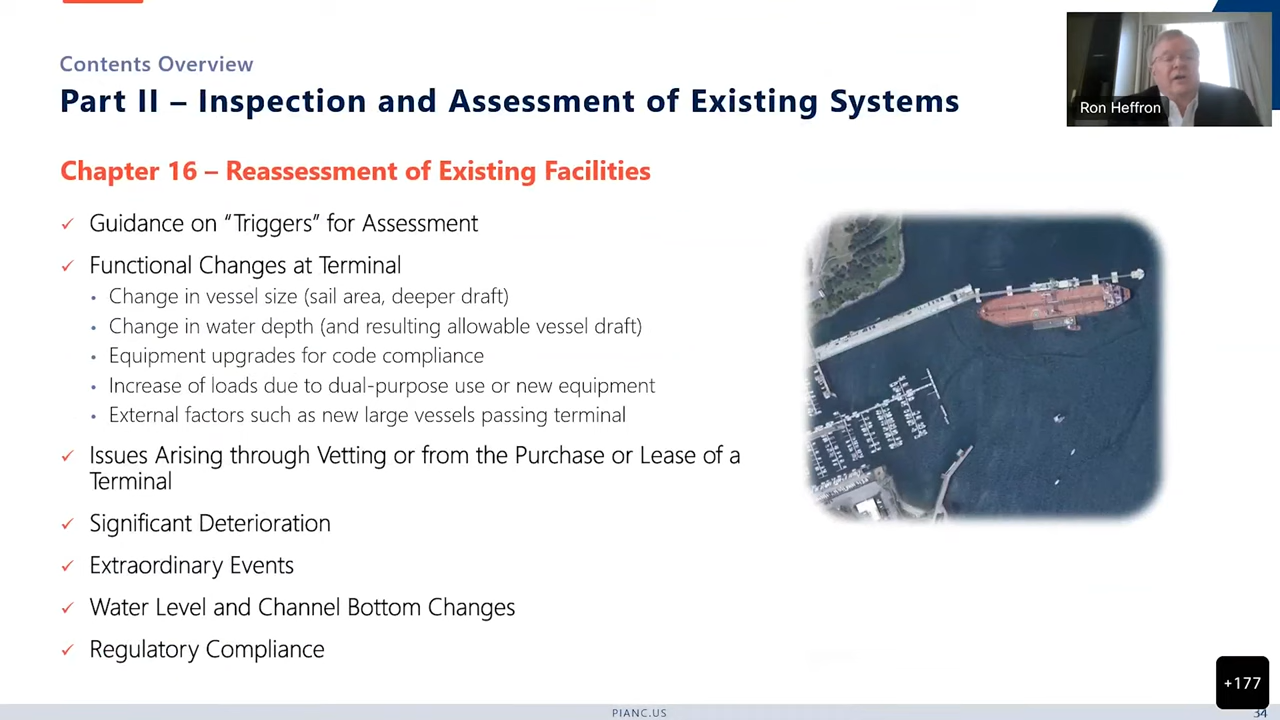 Contents Overview
Part II – Inspection and Assessment of Existing Systems
Ron Heffron
Chapter 16 – Reassessment of Existing Facilities
✓ Guidance on “Triggers” for Assessment
✓ Functional Changes at Terminal
• Change in vessel size (sail area, deeper draft)
• Change in water depth (and resulting allowable vessel draft)
• Equipment upgrades for code compliance
• Increase of loads due to dual-purpose use or new equipment
• External factors such as new large vessels passing terminal
✓ Issues Arising through Vetting or from the Purchase or Lease of a
Terminal
✓ Significant Deterioration
✓ Extraordinary Events
✓ Water Level and Channel Bottom Changes
✓ Regulatory Compliance
+177
PIANC.US
34